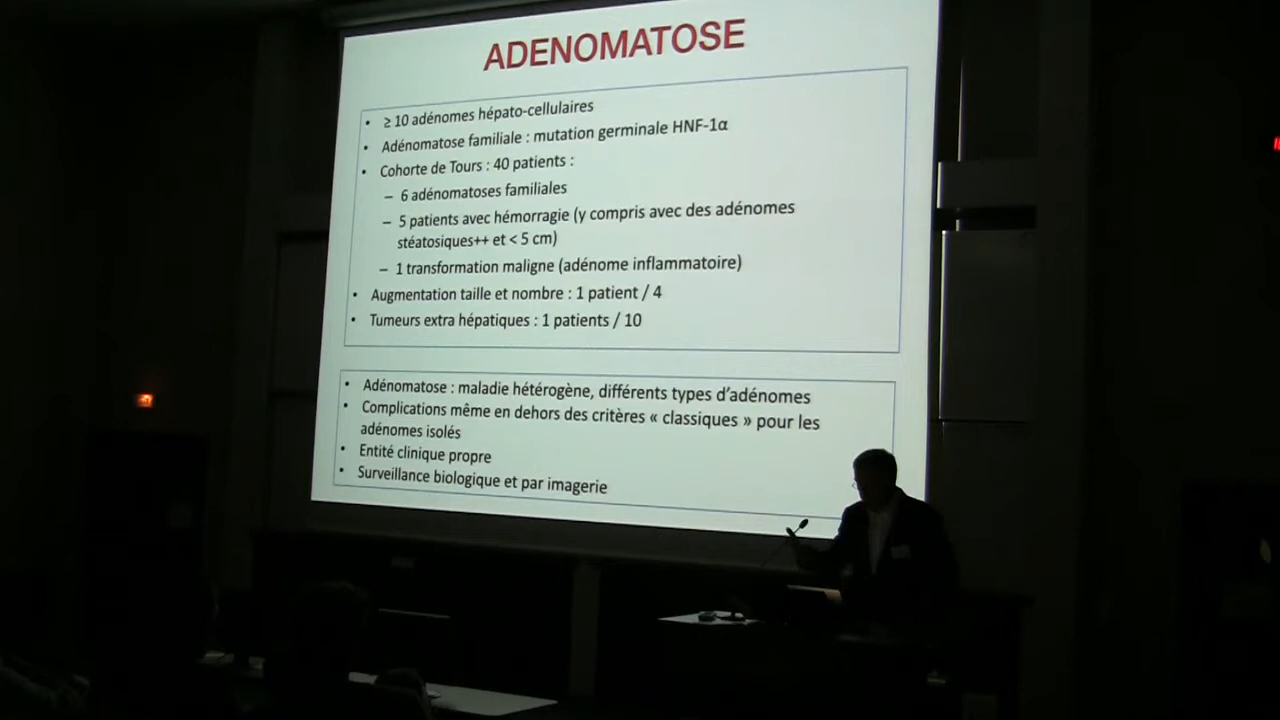 ADENOMATOSE
• ≥ 10 adénomes hépato-cellulaires
• Adénomatose familiale : mutation germinale HNF-1α
• Cohorte de Tours : 40 patients :
– 6 adénomatoses familiales
– 5 patients avec hémorragie (y compris avec des adénomes
stéatosiques++ et < 5 cm)
– 1 transformation maligne (adénome inflammatoire)
• Augmentation taille et nombre : 1 patient / 4
• Tumeurs extra hépatiques : 1 patients / 10
• Adénomatose : maladie hétérogène, différents types d’adénomes
• Complications même en dehors des critères « classiques » pour les
adénomes isolés
• Entité clinique propre
• Surveillance biologique et par imagerie